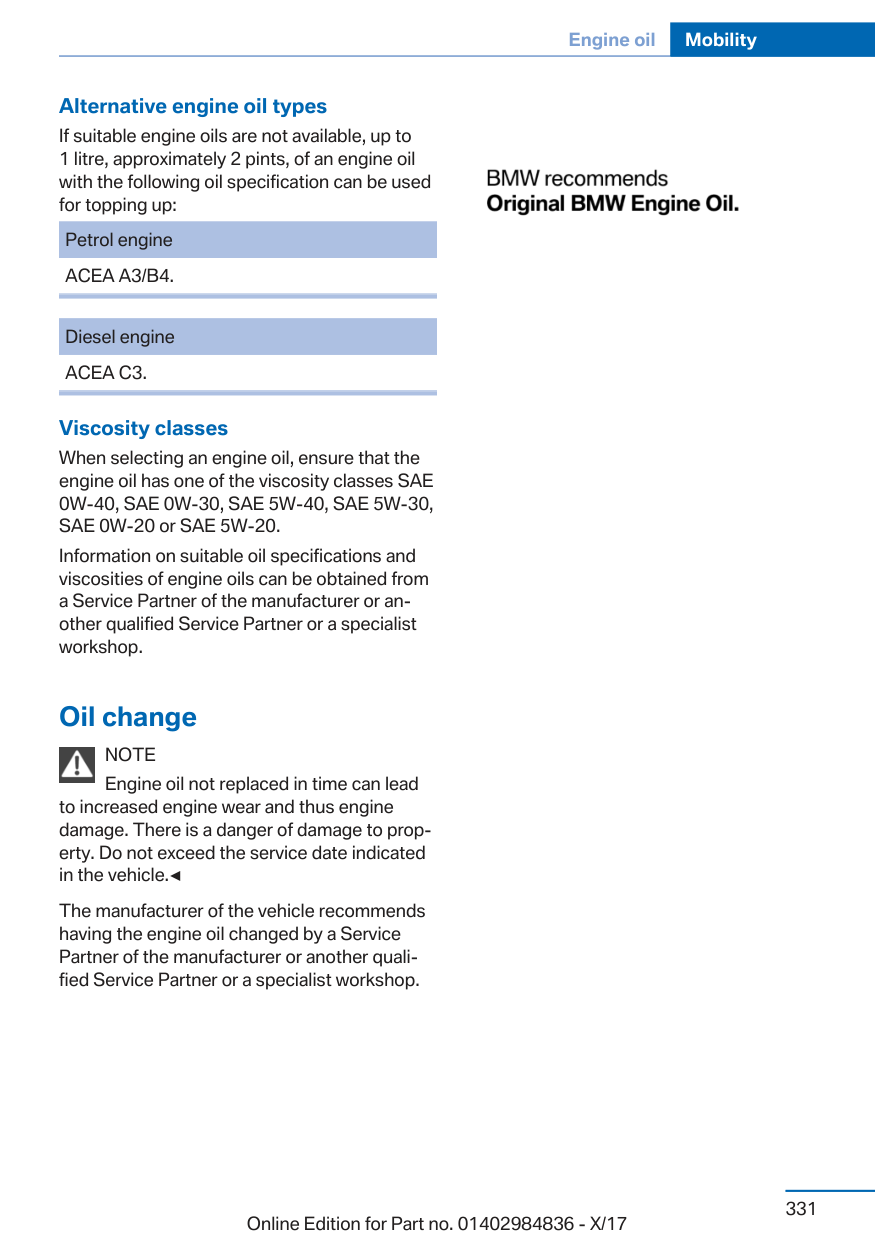 Engine oil Mobility
Alternative engine oil types
If suitable engine oils are not available, up to
1 litre, approximately 2 pints, of an engine oil
with the following oil specification can be used
for topping up:
Petrol engine
ACEA A3/B4.
Diesel engine
ACEA C3.
Viscosity classes
When selecting an engine oil, ensure that the
engine oil has one of the viscosity classes SAE
0W-40, SAE 0W-30, SAE 5W-40, SAE 5W-30,
SAE 0W-20 or SAE 5W-20.
Information on suitable oil specifications and
viscosities of engine oils can be obtained from
a Service Partner of the manufacturer or an-
other qualified Service Partner or a specialist
workshop.
Oil change
NOTE
Engine oil not replaced in time can lead
to increased engine wear and thus engine
damage. There is a danger of damage to prop-
erty. Do not exceed the service date indicated
in the vehicle.◄
The manufacturer of the vehicle recommends
having the engine oil changed by a Service
Partner of the manufacturer or another quali-
fied Service Partner or a specialist workshop.
BMW recommends
Original BMW Engine Oil.
331
Online Edition for Part no. 01402984836 - X/17